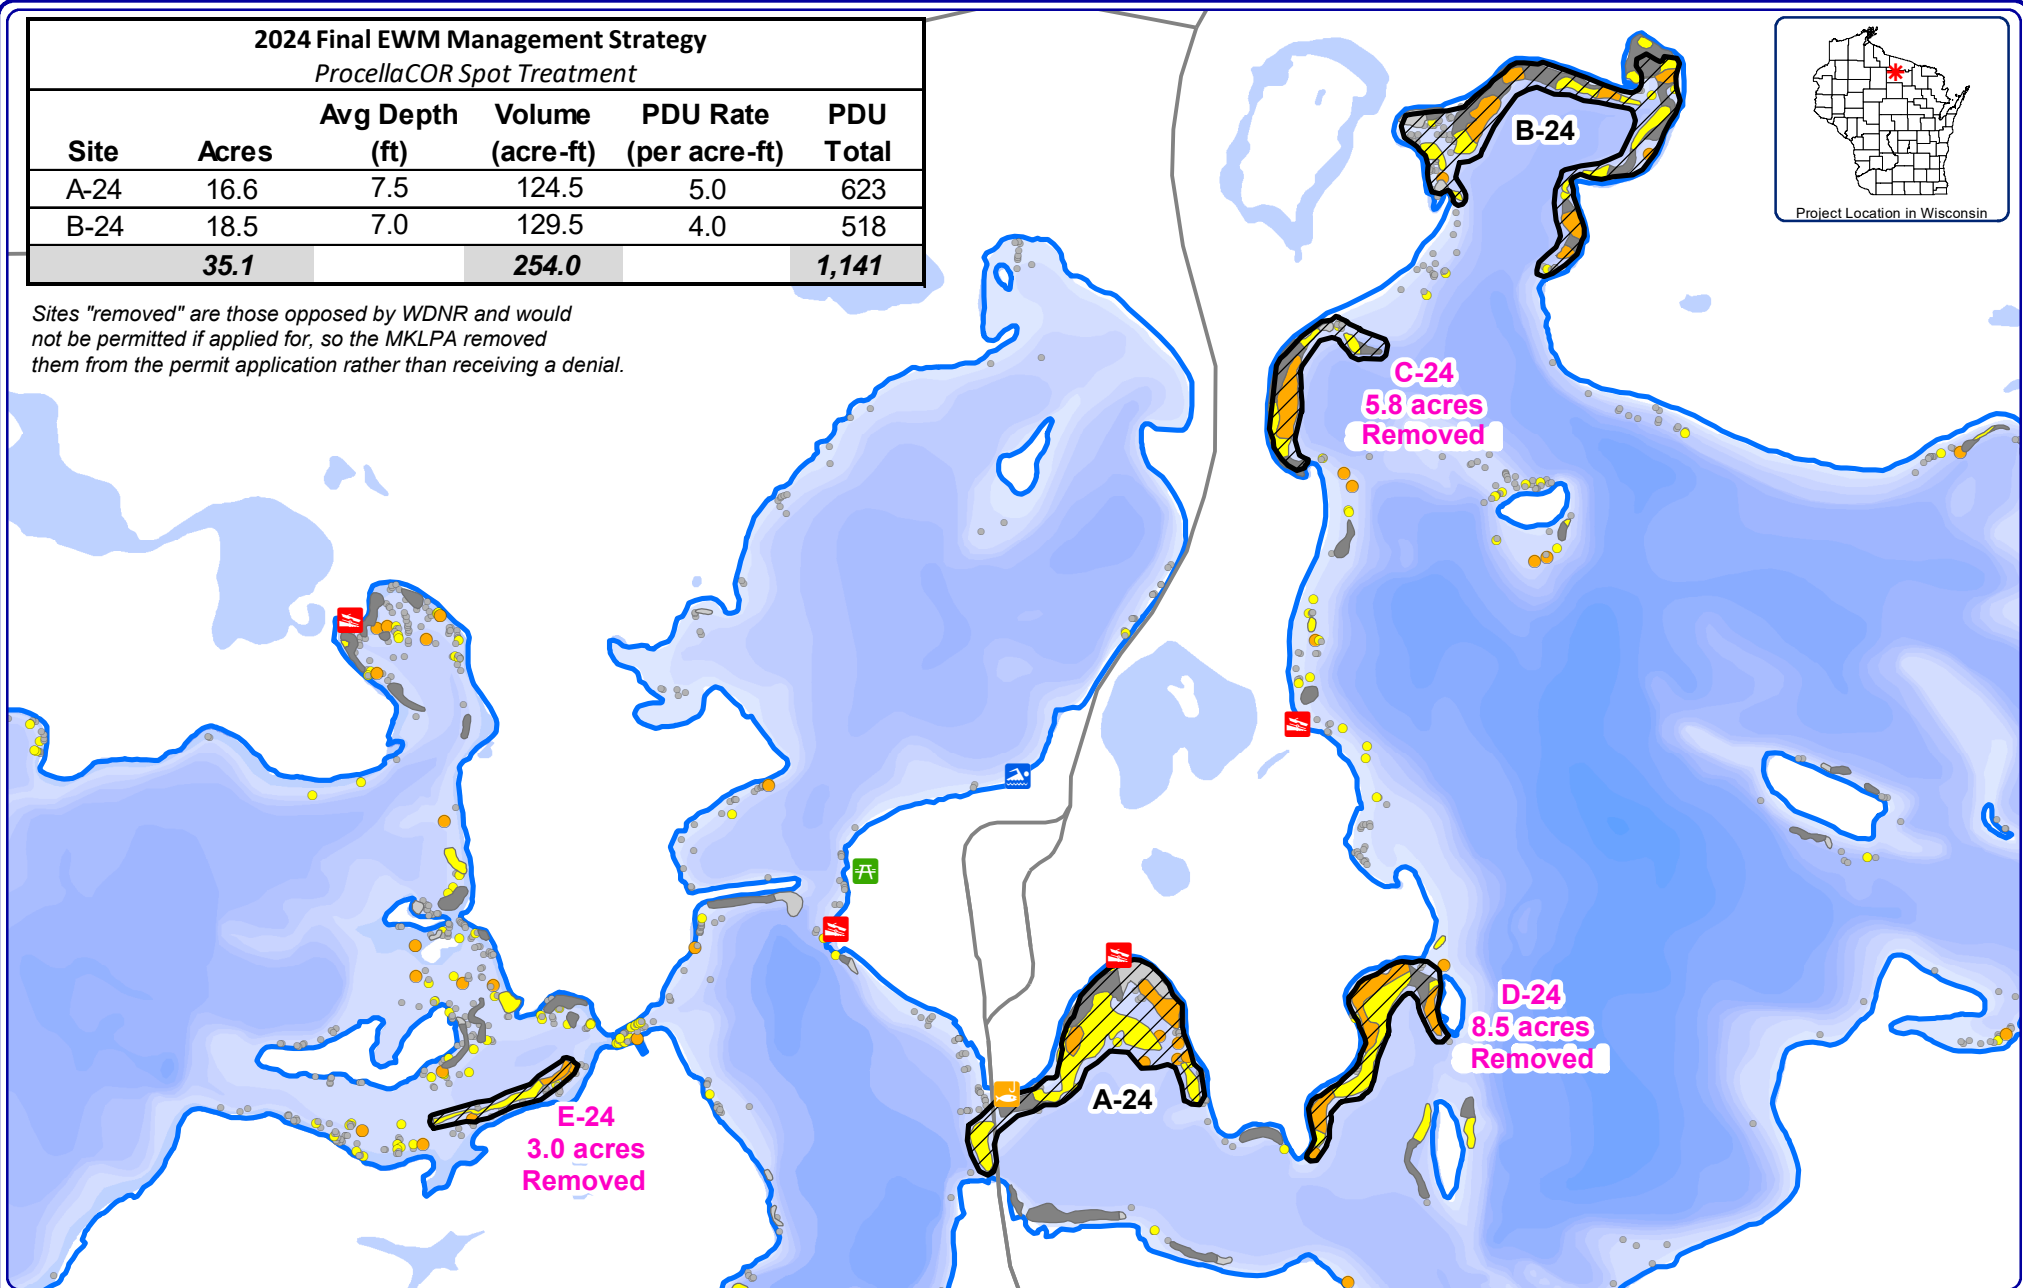 2024 Final EWM Management Strategy
ProcellaCOR Spot Treatment
Site Acres Avg Depth (ft) Volume (acre-ft) PDU Rate (per acre-ft) PDU Total
A-24 16.6 7.5 124.5 5.0 623
B-24 18.5 7.0 129.5 4.0 518
35.1 254.0 1,141
Sites "removed" are those opposed by WDNR and would
not be permitted if applied for, so the MKLPA removed
them from the permit application rather than receiving a denial.
Project Location in Wisconsin
B-24
C-24
5.8 acres
Removed
D-24
8.5 acres
Removed
A-24
E-24
3.0 acres
Removed